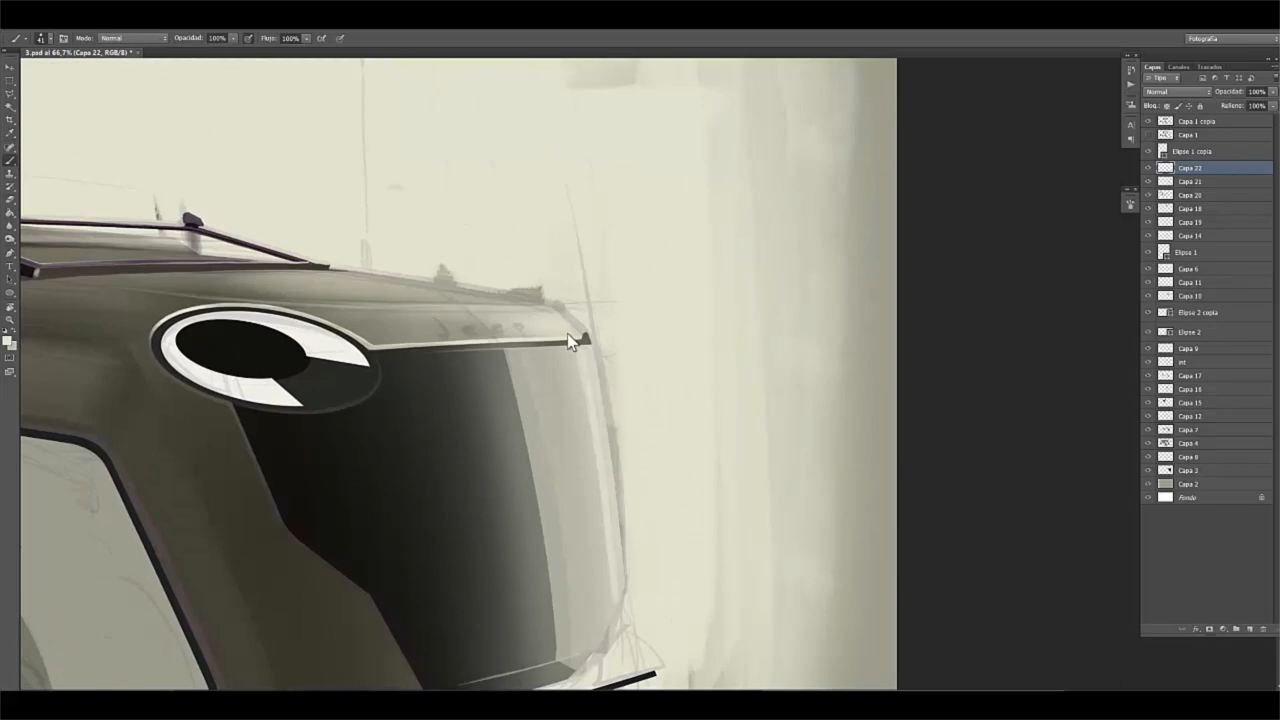 41 Modo: Normal Opacidad: 100% Flujo: 100% Fotografía
3.psd al 66,7% (Capa 22, RGB/8) *
Capas Canales Trazados
Tipo
Normal Opacidad: 100%
Bloq.: Relleno: 100%
Capa 1 copia
Capa 1
Elipse 1 copia
Capa 22
Capa 21
Capa 20
Capa 18
Capa 19
Capa 14
Elipse 1
Capa 6
Capa 11
Capa 10
Elipse 2 copia
Elipse 2
Capa 9
int
Capa 17
Capa 16
Capa 15
Capa 12
Capa 7
Capa 4
Capa 8
Capa 3
Capa 2
Fondo